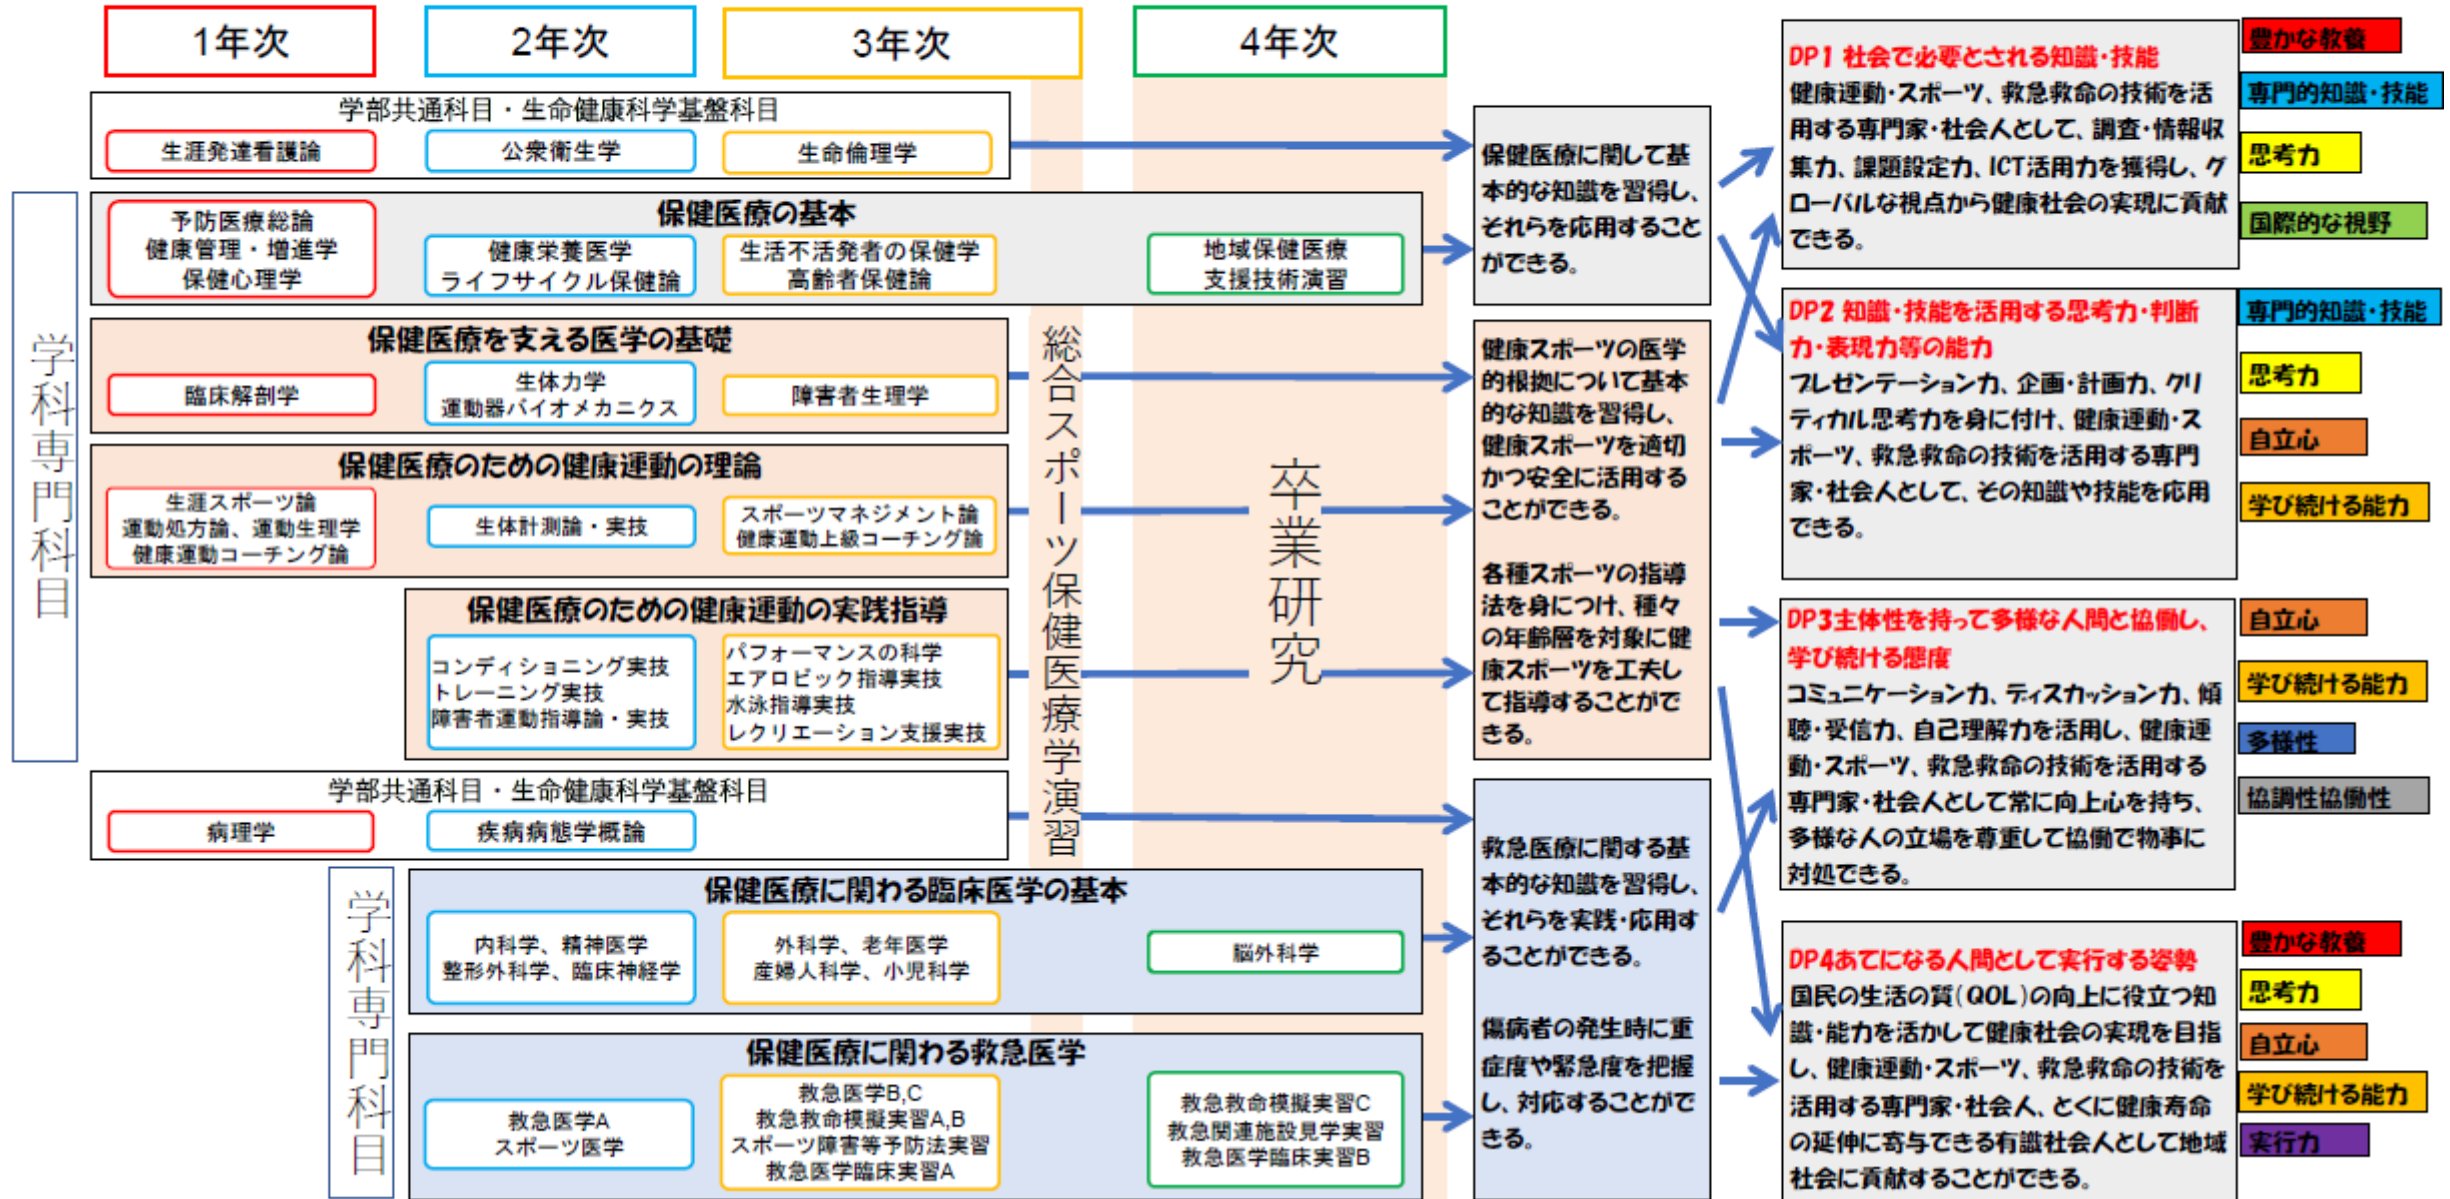 1年次
2年次
3年次
4年次
学部共通科目・生命健康科学基盤科目
生涯発達看護論
公衆衛生学
生命倫理学
学科専門科目
保健医療の基本
予防医療総論
健康管理・増進学
保健心理学
健康栄養医学
ライフサイクル保健論
生活不活発者の保健学
高齢者保健論
地域保健医療
支援技術演習
保健医療を支える医学の基礎
臨床解剖学
生体力学
運動器バイオメカニクス
障害者生理学
保健医療のための健康運動の理論
生涯スポーツ論
運動処方論、運動生理学
健康運動コーチング論
生体計測論・実技
スポーツマネジメント論
健康運動上級コーチング論
保健医療のための健康運動の実践指導
コンディショニング実技
トレーニング実技
障害者運動指導論・実技
パフォーマンスの科学
エアロビック指導実技
水泳指導実技
レクリエーション支援実技
学部共通科目・生命健康科学基盤科目
病理学
疾病病態学概論
学科専門科目
保健医療に関わる臨床医学の基本
内科学、精神医学
整形外科学、臨床神経学
外科学、老年医学
産婦人科学、小児科学
脳外科学
保健医療に関わる救急医学
救急医学A
スポーツ医学
救急医学B,C
救急救命模擬実習A,B
スポーツ障害等予防法実習
救急医学臨床実習A
救急救命模擬実習C
救急関連施設見学実習
救急医学臨床実習B
総合スポーツ保健医療学演習
卒業研究
保健医療に関して基
本的な知識を習得し、
それらを応用すること
ができる。
健康スポーツの医学
的根拠について基本
的な知識を習得し、
健康スポーツを適切
かつ安全に活用する
ことができる。
各種スポーツの指導
法を身につけ、種々
の年齢層を対象に健
康スポーツを工夫し
て指導することがで
きる。
救急医療に関する基
本的な知識を習得し、
それらを実践・応用す
ることができる。
傷病者の発生時に重
症度や緊急度を把握
し、対応することがで
きる。
DP1 社会で必要とされる知識・技能
健康運動・スポーツ、救急救命の技術を活
用する専門家・社会人として、調査・情報収
集力、課題設定力、ICT活用力を獲得し、グ
ローバルな視点から健康社会の実現に貢献
できる。
豊かな教養
専門的知識・技能
思考力
国際的な視野
DP2 知識・技能を活用する思考力・判断
力・表現力等の能力
プレゼンテーション力、企画・計画力、クリ
ティカル思考力を身に付け、健康運動・ス
ポーツ、救急救命の技術を活用する専門
家・社会人として、その知識や技能を応用
できる。
専門的知識・技能
思考力
自立心
学び続ける能力
DP3主体性を持って多様な人間と協働し、
学び続ける態度
コミュニケーション力、ディスカッション力、傾
聴・受信力、自己理解力を活用し、健康運
動・スポーツ、救急救命の技術を活用する
専門家・社会人として常に向上心を持ち、
多様な人の立場を尊重して協働で物事に
対処できる。
自立心
学び続ける能力
多様性
協調性協働性
DP4あてになる人間として実行する姿勢
国民の生活の質(QOL)の向上に役立つ知
識・能力を活かして健康社会の実現を目指
し、健康運動・スポーツ、救急救命の技術を
活用する専門家・社会人、とくに健康寿命
の延伸に寄与できる有識社会人として地域
社会に貢献することができる。
豊かな教養
思考力
自立心
学び続ける能力
実行力